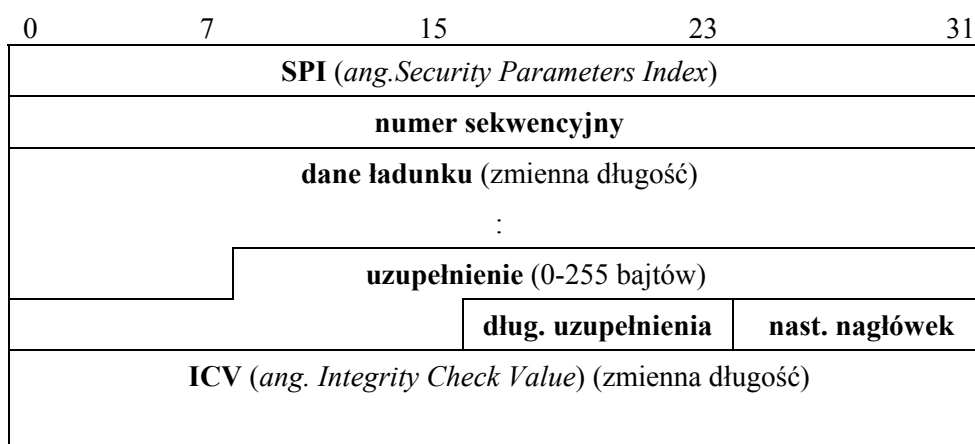 0 7 15 23 31
SPI (ang.Security Parameters Index)
numer sekwencyjny
dane ładunku (zmienna długość)
:
uzupełnienie (0-255 bajtów)
dług. uzupełnienia nast. nagłówek
ICV (ang. Integrity Check Value) (zmienna długość)